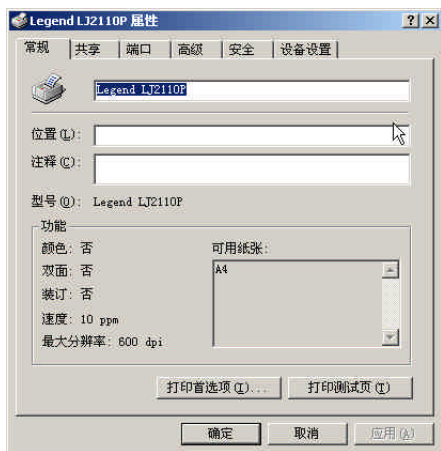 Legend LJ2110P 属性
常规 共享 端口 高级 安全 设备设置
Legend LJ2110P
位置(L):
注释(C):
型号(O): Legend LJ2110P
功能
颜色: 否 可用纸张:
双面: 否 A4
装订: 否
速度: 10 ppm
最大分辨率: 600 dpi
打印首选项(I)... 打印测试页(T)
确定 取消 应用(A)